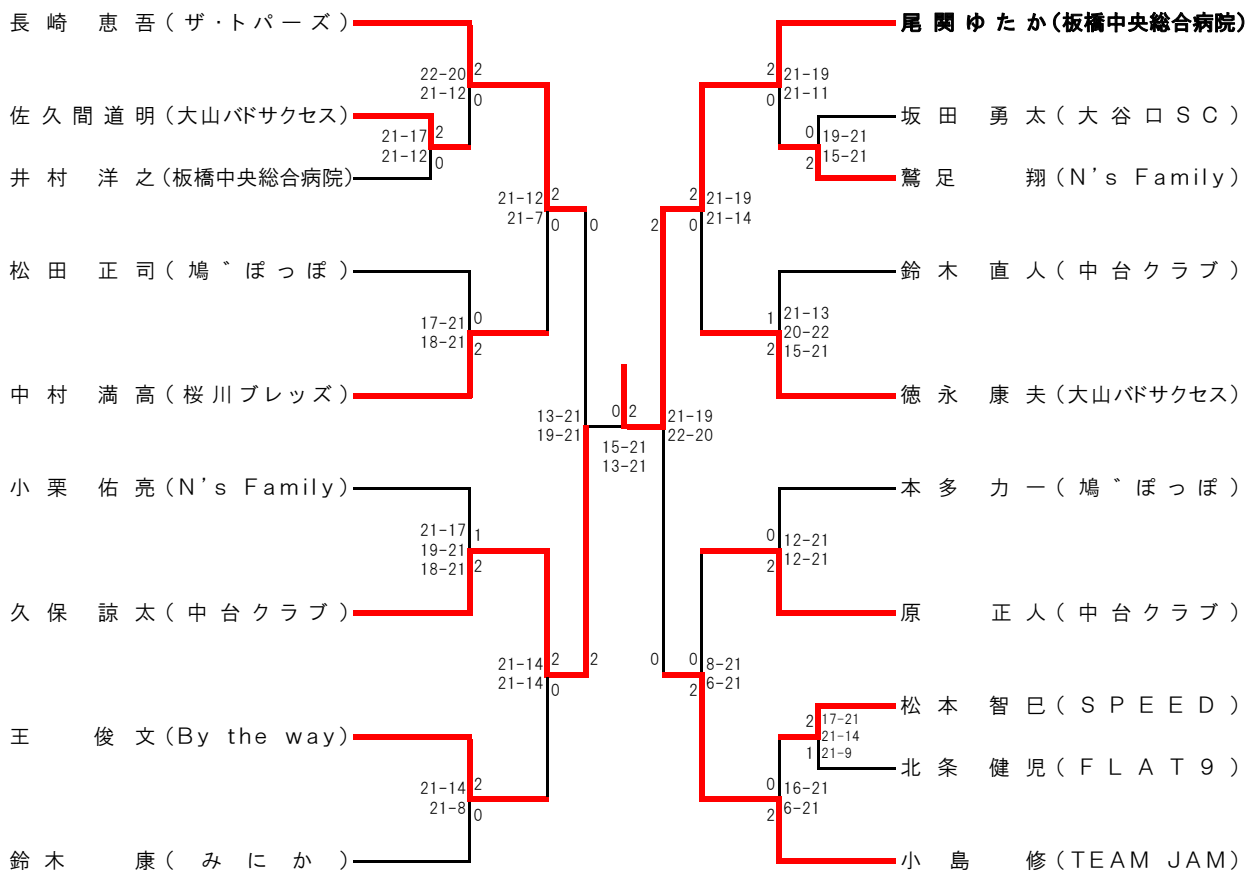 長崎 恵吾(ザ・トパーズ)
22-20 2
21-12 0
佐久間道明(大山バドサクセス)
21-17 2
21-12 0
井村 洋之(板橋中央総合病院)
21-12 2
21-7 0
0
松田 正司(鳩゛ぽっぽ)
17-21 0
18-21 2
中村 満高(桜川ブレッズ)
13-21
19-21
小栗 佑亮(N's Family)
21-17 1
19-21
18-21 2
久保 諒太(中台クラブ)
21-14 2
21-14 0
2
王 俊文(By the way)
21-14 2
21-8 0
鈴木 康(みにか)
0 2
15-21
13-21
尾関ゆたか(板橋中央総合病院)
2 21-19
0 21-11
坂田 勇太(大谷口SC)
0 19-21
2 15-21
鷲足 翔(N's Family)
2
2 21-19
0 21-14
鈴木 直人(中台クラブ)
1 21-13
20-22
2 15-21
徳永 康夫(大山バドサクセス)
21-19
22-20
本多 力一(鳩゛ぽっぽ)
0 12-21
2 12-21
原 正人(中台クラブ)
0
0 8-21
2 6-21
松本 智巳(SPEED)
2 17-21
21-14
1 21-9
北条 健児(FLAT9)
0 16-21
2 6-21
小島 修(TEAM JAM)